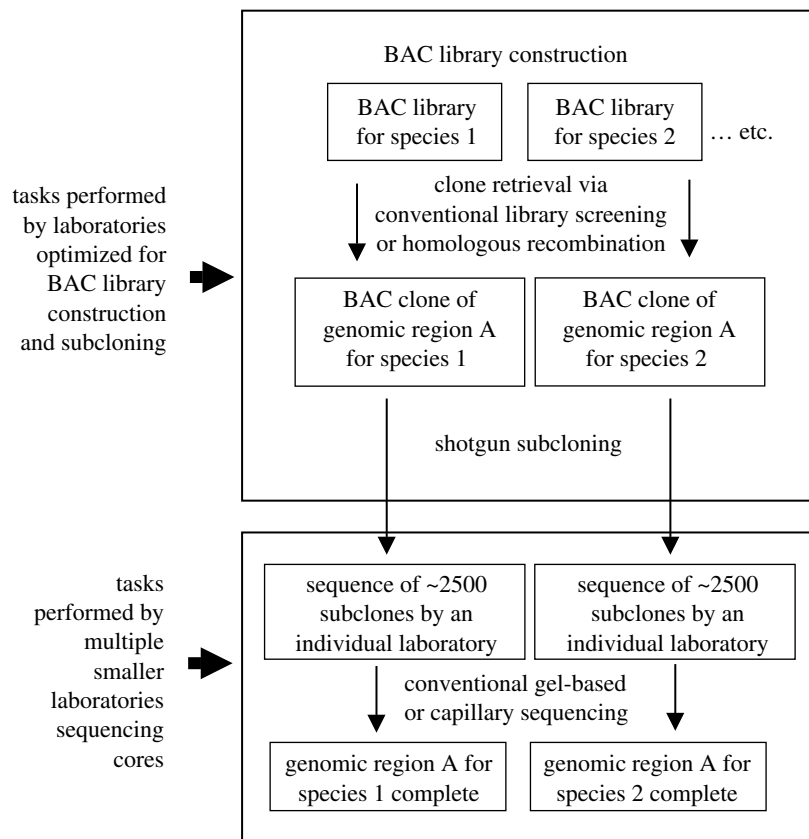 BAC library construction
BAC library
for species 1
BAC library
for species 2
… etc.
clone retrieval via
conventional library screening
or homologous recombination
tasks performed
by laboratories
optimized for
BAC library
construction
and subcloning
BAC clone of
genomic region A
for species 1
BAC clone of
genomic region A
for species 2
shotgun subcloning
tasks
performed by
multiple
smaller
laboratories
sequencing
cores
sequence of ~2500
subclones by an
individual laboratory
sequence of ~2500
subclones by an
individual laboratory
conventional gel-based
or capillary sequencing
genomic region A for
species 1 complete
genomic region A for
species 2 complete